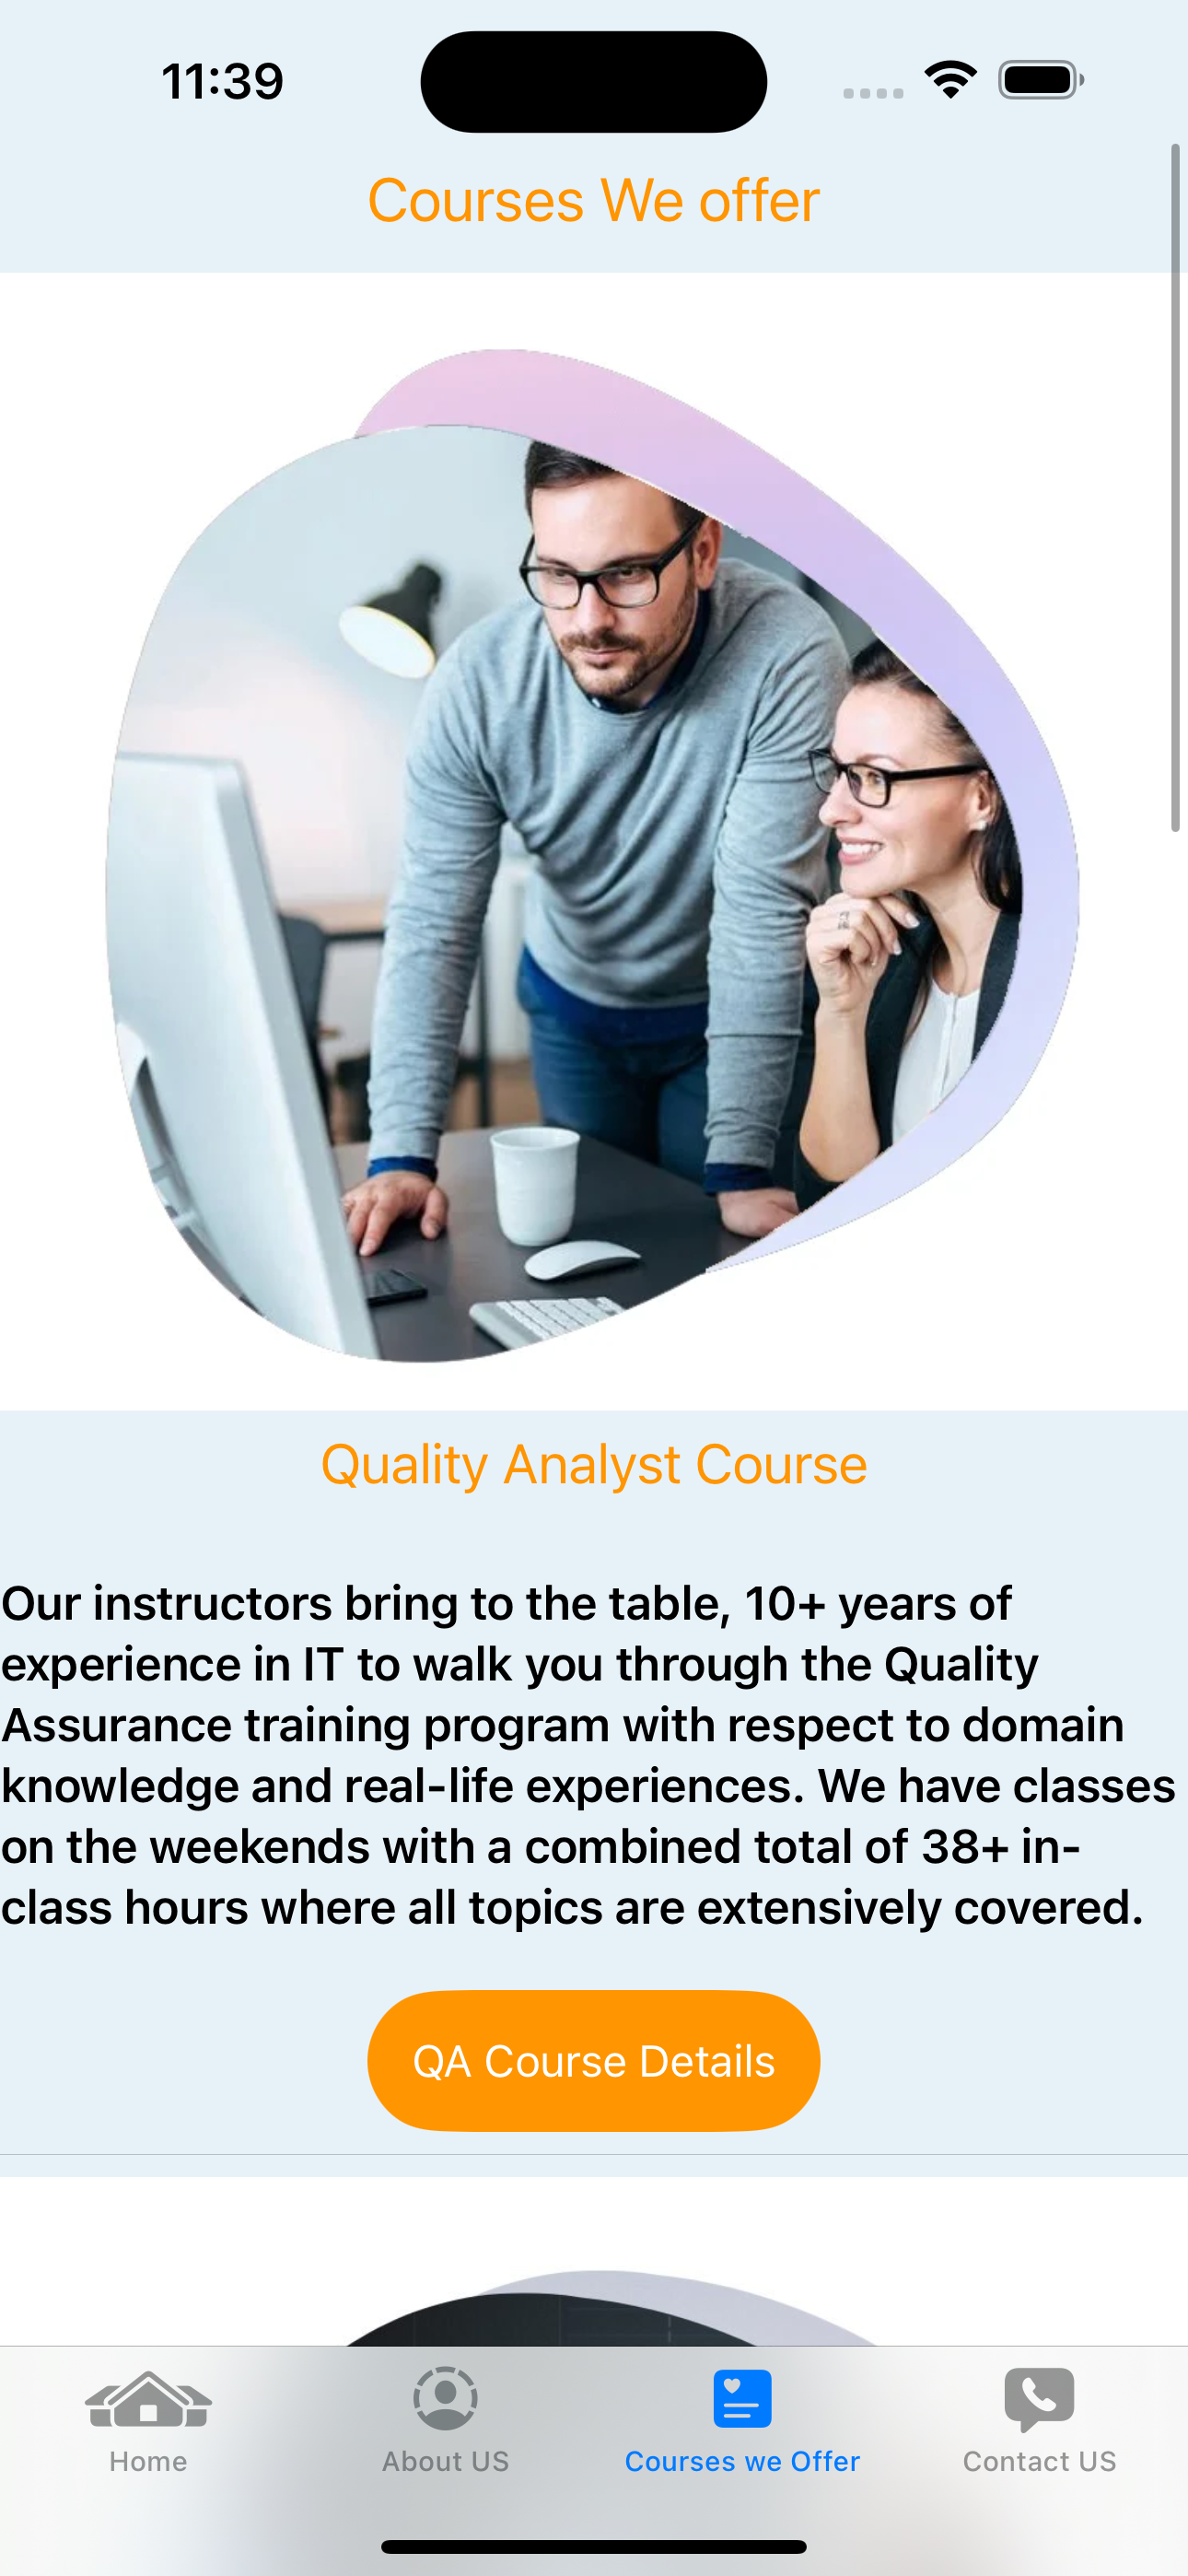 11:39
Courses We offer
Quality Analyst Course
Our instructors bring to the table, 10+ years of
experience in IT to walk you through the Quality
Assurance training program with respect to domain
knowledge and real-life experiences. We have classes
on the weekends with a combined total of 38+ in-
class hours where all topics are extensively covered.
QA Course Details
Home
About US
Courses we Offer
Contact US